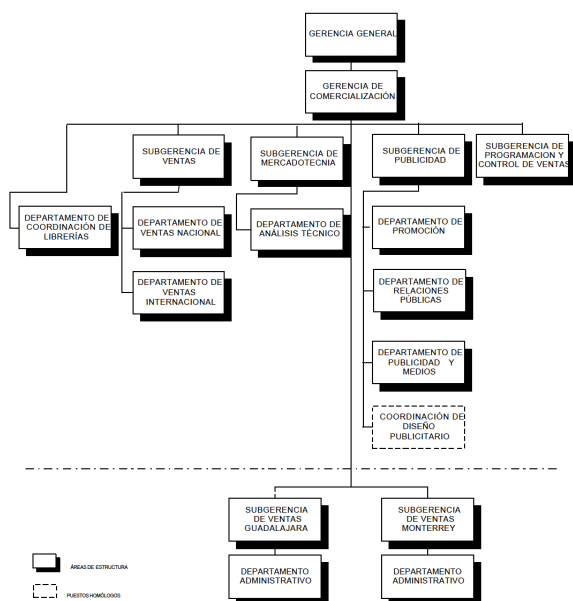 GERENCIA GENERAL
GERENCIA DE
COMERCIALIZACIÓN
SUBGERENCIA DE
VENTAS
SUBGERENCIA DE
MERCADOTECNIA
SUBGERENCIA DE
PUBLICIDAD
SUBGERENCIA DE
PROGRAMACION Y
CONTROL DE VENTAS
DEPARTAMENTO DE
COORDINACIÓN DE
LIBRERÍAS
DEPARTAMENTO DE
VENTAS NACIONAL
DEPARTAMENTO DE
ANÁLISIS TÉCNICO
DEPARTAMENTO DE
PROMOCIÓN
DEPARTAMENTO DE
VENTAS
INTERNACIONAL
DEPARTAMENTO DE
RELACIONES
PÚBLICAS
DEPARTAMENTO DE
PUBLICIDAD Y
MEDIOS
COORDINACIÓN DE
DISEÑO
PUBLICITARIO
SUBGERENCIA
DE VENTAS
GUADALAJARA
SUBGERENCIA
DE VENTAS
MONTERREY
DEPARTAMENTO
ADMINISTRATIVO
DEPARTAMENTO
ADMINISTRATIVO
ÁREAS DE ESTRUCTURA
PUESTOS HOMÓLOGOS